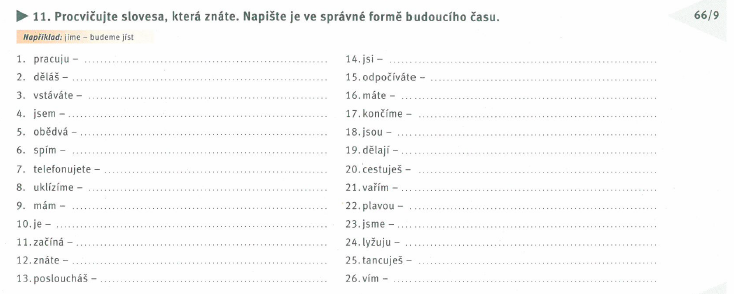 ▶ 11. Procvičujte slovesa, která znáte. Napište je ve správné formě budoucího času.
66/9
Například: jíme – budeme jíst
1. pracuju –
2. děláš –
3. vstáváte –
4. jsem –
5. obědvá –
6. spím –
7. telefonujete –
8. uklízíme –
9. mám –
10. je –
11. začíná –
12. znáte –
13. posloucháš –
14. jsi –
15. odpočíváte –
16. máte –
17. končíme –
18. jsou –
19. dělají –
20. cestuješ –
21. vařím –
22. plavou –
23. jsme –
24. lyžuju –
25. tancuješ –
26. vím –